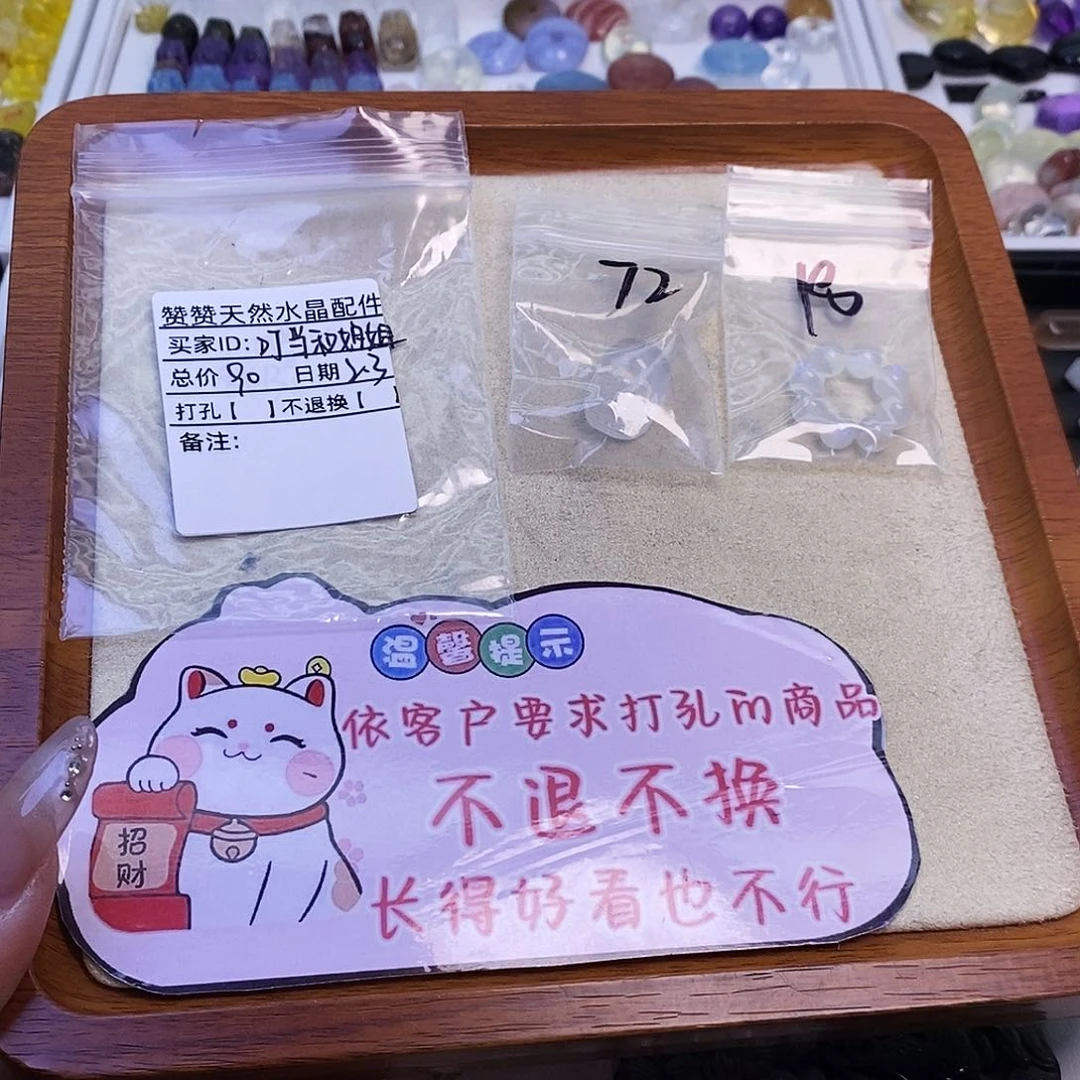 赞赞天然水晶配件
买家ID: 叮当和姐姐
总价 90 日期 2.3
打孔【 】不退换【 】
备注:
72
温馨提示
依客户要求打孔的商品
不退不换
长得好看也不行
招
财